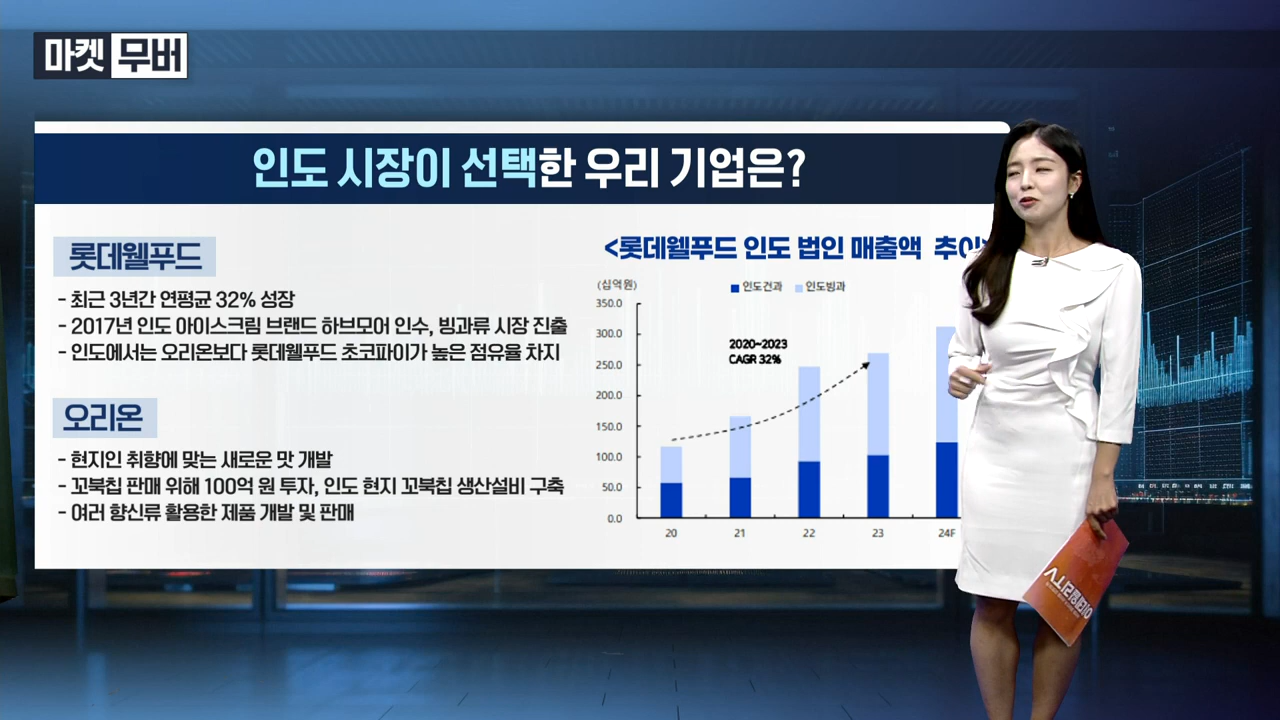 마켓무버
인도 시장이 선택한 우리 기업은?
롯데웰푸드
- 최근 3년간 연평균 32% 성장
- 2017년 인도 아이스크림 브랜드 하브모어 인수, 빙과류 시장 진출
- 인도에서는 오리온보다 롯데웰푸드 초코파이가 높은 점유율 차지
오리온
- 현지인 취향에 맞는 새로운 맛 개발
- 꼬북칩 판매 위해 100억 원 투자, 인도 현지 꼬북칩 생산설비 구축
- 여러 향신류 활용한 제품 개발 및 판매
<롯데웰푸드 인도 법인 매출액 추이>
(십억원)
인도건과 인도빙과
350.0
300.0
250.0
200.0
150.0
100.0
50.0
0.0
2020~2023
CAGR 32%
20 21 22 23 24F
이데일리TV